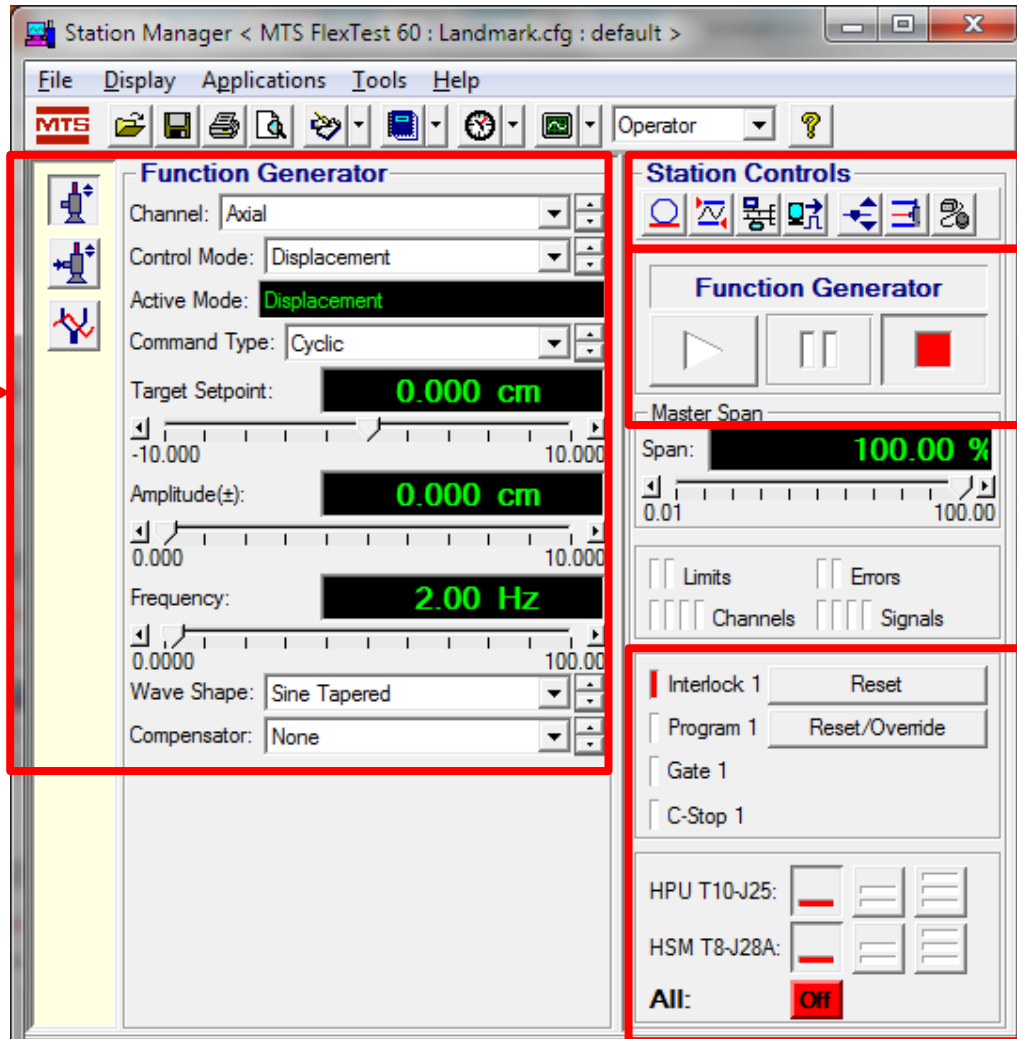 Station Manager < MTS FlexTest 60 : Landmark.cfg : default >
File Display Applications Tools Help
MTS Operator
Function Generator
Channel: Axial
Control Mode: Displacement
Active Mode: Displacement
Command Type: Cyclic
Target Setpoint: 0.000 cm
-10.000 10.000
Amplitude(±): 0.000 cm
0.000 10.000
Frequency: 2.00 Hz
0.0000 100.00
Wave Shape: Sine Tapered
Compensator: None
Station Controls
Function Generator
Master Span
Span: 100.00 %
0.01 100.00
Limits Errors
Channels Signals
Interlock 1 Reset
Program 1 Reset/Override
Gate 1
C-Stop 1
HPU T10-J25:
HSM T8-J28A:
All: Off